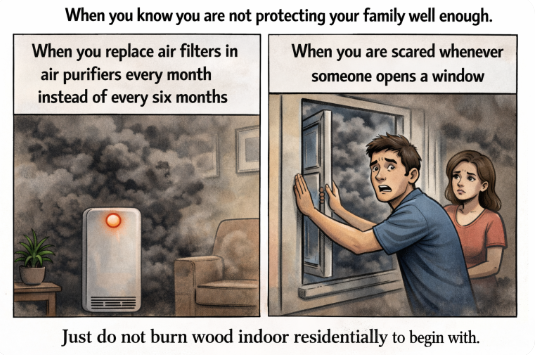 When you know you are not protecting your family well enough.
When you replace air filters in
air purifiers every month
instead of every six months
When you are scared whenever
someone opens a window
Just do not burn wood indoor residentially to begin with.